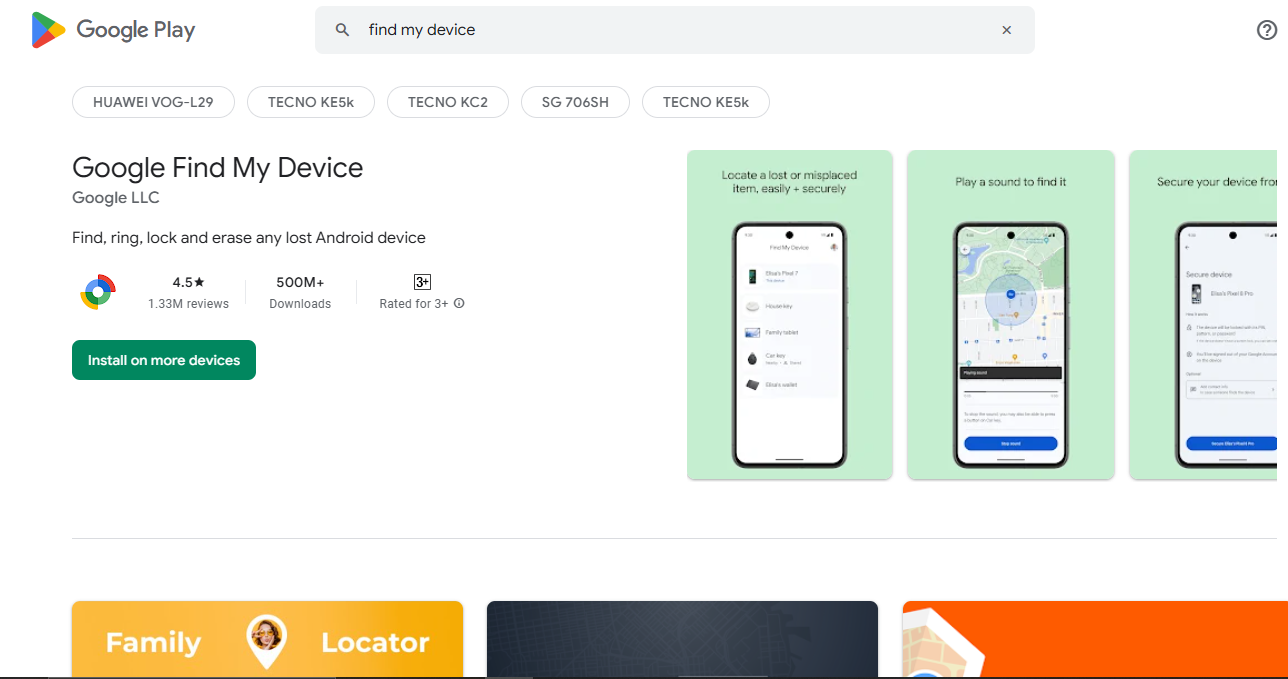 Google Play
find my device
HUAWEI VOG-L29
TECNO KE5k
TECNO KC2
SG 706SH
TECNO KE5k
Google Find My Device
Google LLC
Find, ring, lock and erase any lost Android device
4.5★
1.33M reviews
500M+
Downloads
3+
Rated for 3+
Install on more devices
Locate a lost or misplaced
item, easily + securely
Find My Device
Elisa's Pixel 7
House key
Family tablet
Car key
Elisa's wallet
Play a sound to find it
Playing sound
Stop sound
Secure your device from
Secure device
Elisa's Pixel 8 Pro
Family Locator